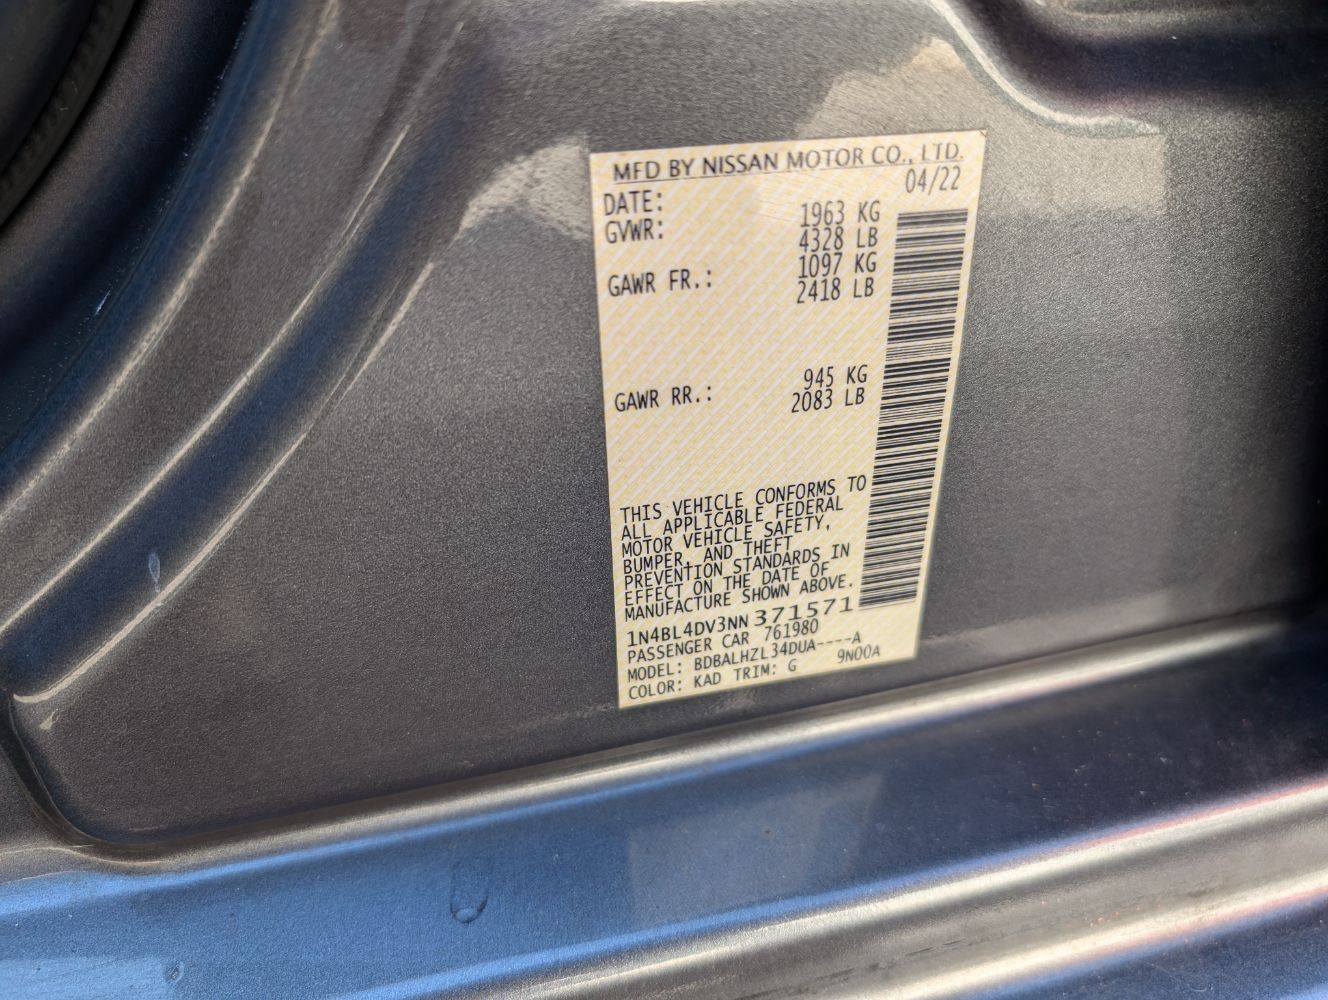 MFD BY NISSAN MOTOR CO., LTD.
DATE: 04/22
GVWR: 1963 KG
4328 LB
GAWR FR.: 1097 KG
2418 LB
GAWR RR.: 945 KG
2083 LB
THIS VEHICLE CONFORMS TO
ALL APPLICABLE FEDERAL
MOTOR VEHICLE SAFETY,
BUMPER, AND THEFT
PREVENTION STANDARDS IN
EFFECT ON THE DATE OF
MANUFACTURE SHOWN ABOVE.
1N4BL4DV3NN 371571
PASSENGER CAR 761980
MODEL: BDBALHZL34DUA----A
COLOR: KAD TRIM: G 9N00A